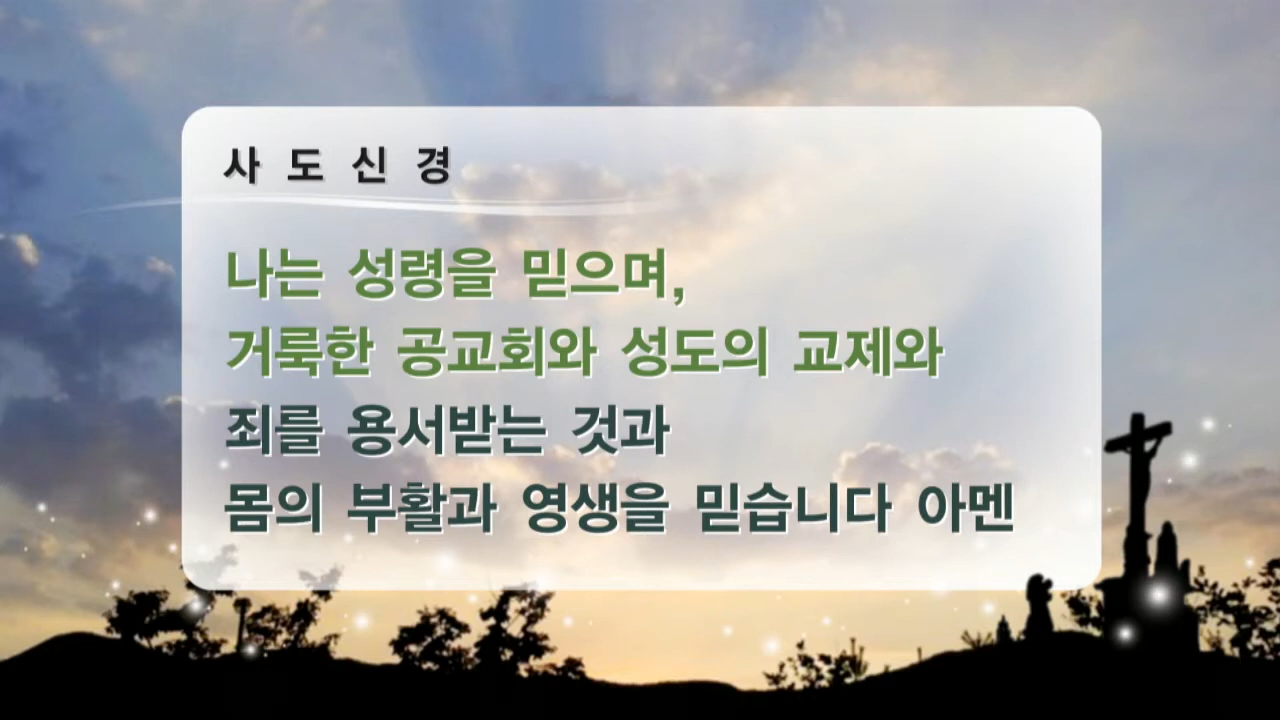 사 도 신 경
나는 성령을 믿으며,
거룩한 공교회와 성도의 교제와
죄를 용서받는 것과
몸의 부활과 영생을 믿습니다 아멘